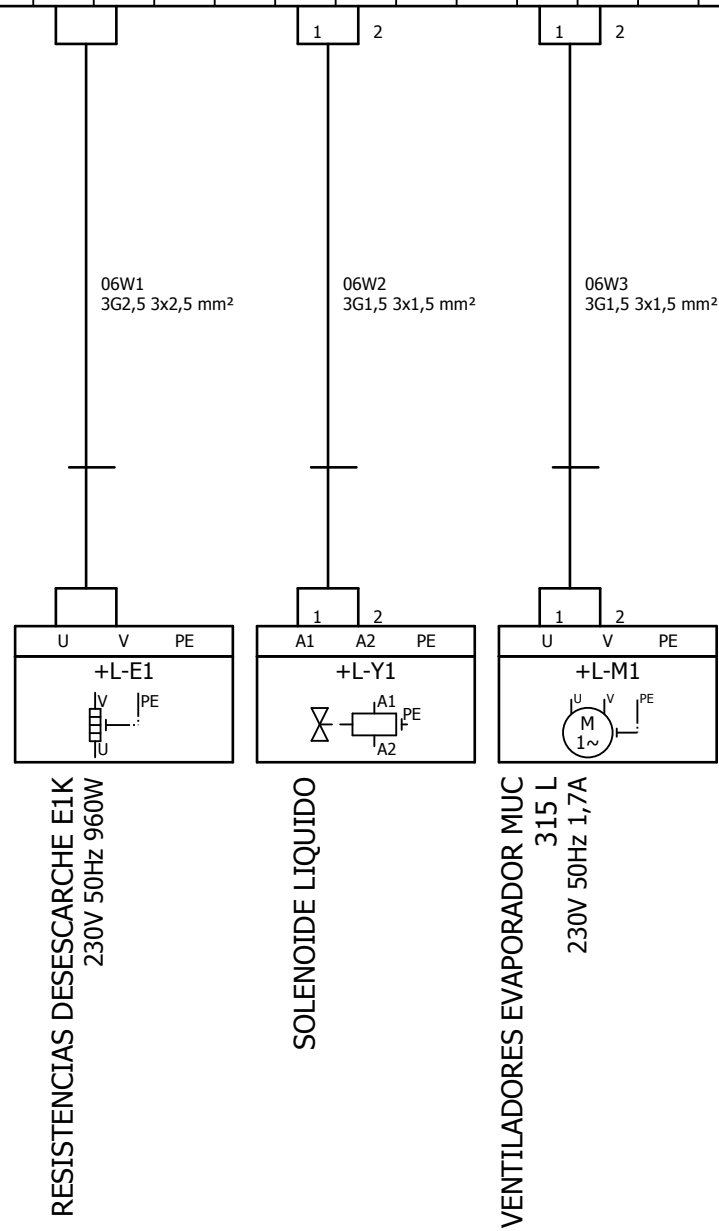 1 2
1 2
06W1
3G2,5 3x2,5 mm²
06W2
3G1,5 3x1,5 mm²
06W3
3G1,5 3x1,5 mm²
1 2
1 2
U V PE
A1 A2 PE
U V PE
+L-E1
+L-Y1
+L-M1
V PE
U
A1
PE
A2
U V PE
M
1~
RESISTENCIAS DESESCARCHE E1K
230V 50Hz 960W
SOLENOIDE LIQUIDO
VENTILADORES EVAPORADOR MUC
315 L
230V 50Hz 1,7A